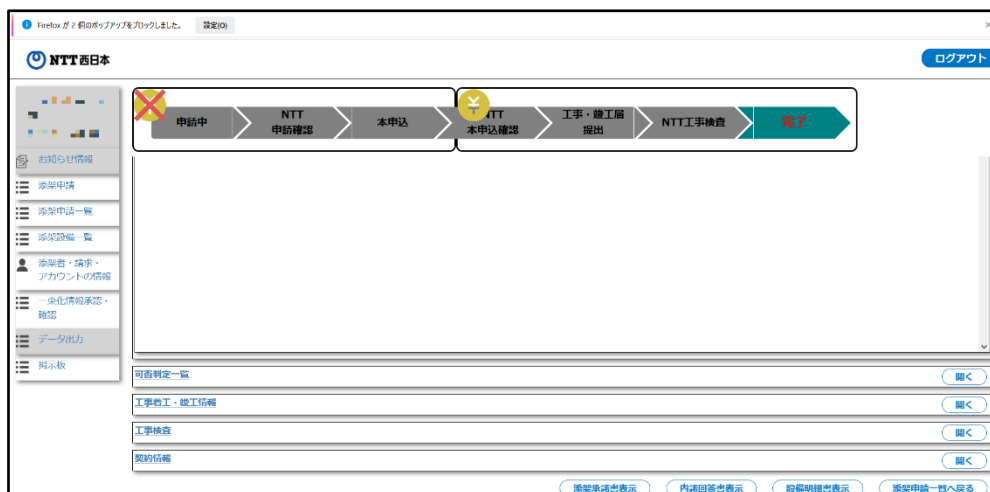 Firefox が 2 個のポップアップをブロックしました。 設定(O)
NTT西日本
ログアウト
申請中
NTT
申請確認
本申込
NTT
本申込確認
工事・竣工届
提出
NTT工事検査
完了
お知らせ情報
添架申請
添架申請一覧
添架設備一覧
添架者・請求・
アカウントの情報
一束化情報承認・
確認
データ出力
掲示板
可否判定一覧 開く
工事着工・竣工情報 開く
工事検査 開く
契約情報 開く
添架承諾書表示 内諾回答書表示 設備明細書表示 添架申請一覧へ戻る